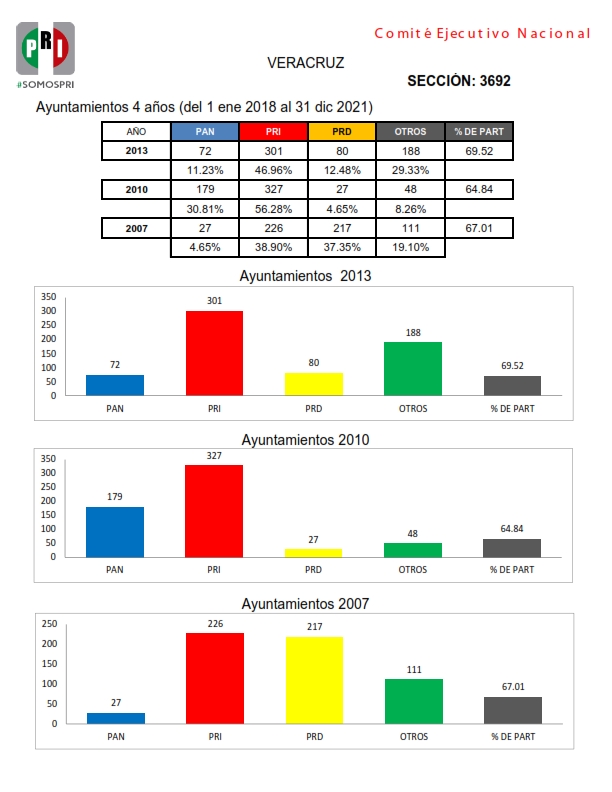 Comité Ejecutivo Nacional
PRI
#SOMOSPRI
VERACRUZ
SECCIÓN: 3692
Ayuntamientos 4 años (del 1 ene 2018 al 31 dic 2021)
AÑO PAN PRI PRD OTROS % DE PART
2013 72 301 80 188 69.52
11.23% 46.96% 12.48% 29.33%
2010 179 327 27 48 64.84
30.81% 56.28% 4.65% 8.26%
2007 27 226 217 111 67.01
4.65% 38.90% 37.35% 19.10%
Ayuntamientos 2013
350
300
250
200
150
100
50
0
72 301 80 188 69.52
PAN PRI PRD OTROS % DE PART
Ayuntamientos 2010
350
300
250
200
150
100
50
0
179 327 27 48 64.84
PAN PRI PRD OTROS % DE PART
Ayuntamientos 2007
250
200
150
100
50
0
27 226 217 111 67.01
PAN PRI PRD OTROS % DE PART